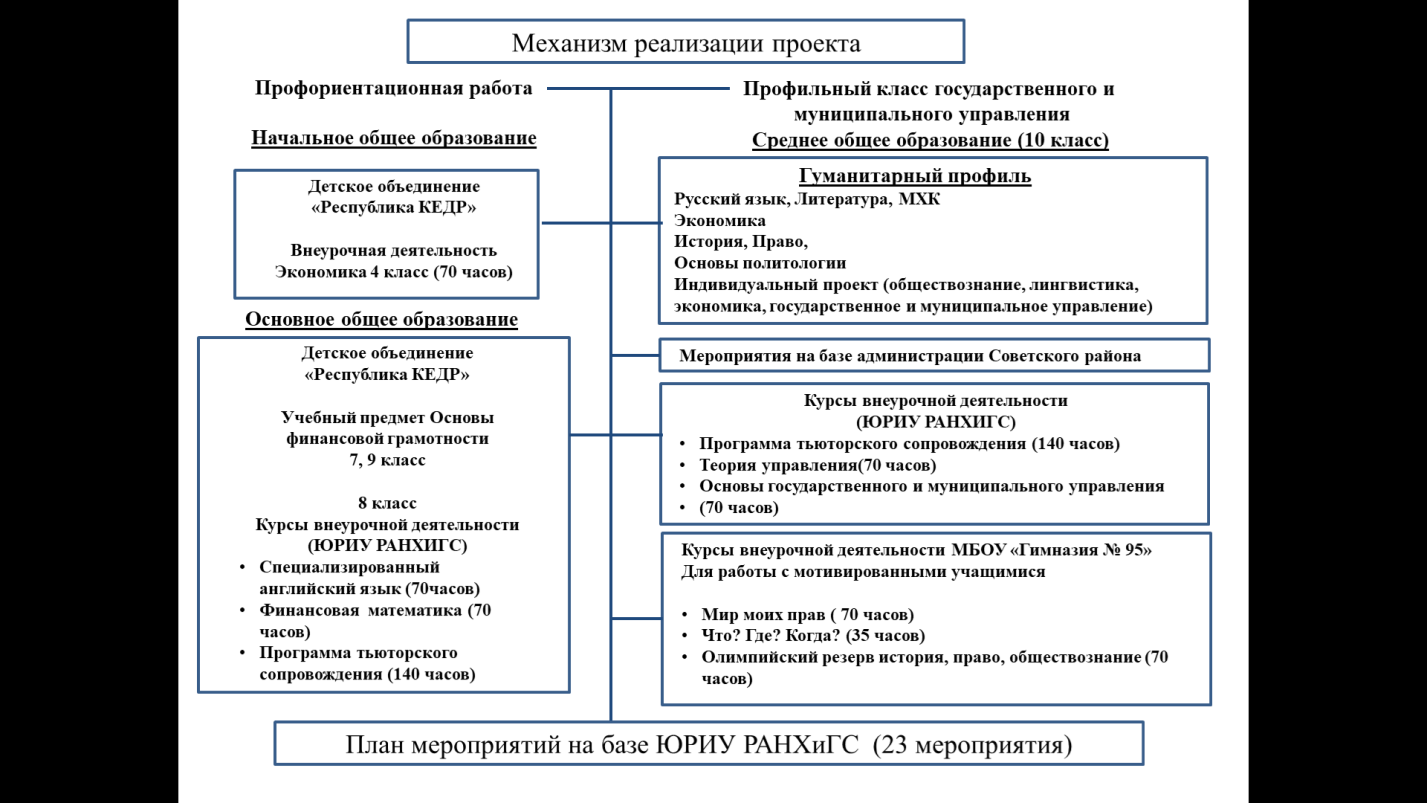 Механизм реализации проекта
Профориентационная работа
Начальное общее образование
Детское объединение
«Республика КЕДР»
Внеурочная деятельность
Экономика 4 класс (70 часов)
Основное общее образование
Детское объединение
«Республика КЕДР»
Учебный предмет Основы
финансовой грамотности
7, 9 класс
8 класс
Курсы внеурочной деятельности
(ЮРИУ РАНХИГС)
• Специализированный
английский язык (70часов)
• Финансовая математика (70
часов)
• Программа тьюторского
сопровождения (140 часов)
Профильный класс государственного и
муниципального управления
Среднее общее образование (10 класс)
Гуманитарный профиль
Русский язык, Литература, МХК
Экономика
История, Право,
Основы политологии
Индивидуальный проект (обществознание, лингвистика,
экономика, государственное и муниципальное управление)
Мероприятия на базе администрации Советского района
Курсы внеурочной деятельности
(ЮРИУ РАНХИГС)
• Программа тьюторского сопровождения (140 часов)
• Теория управления(70 часов)
• Основы государственного и муниципального управления
• (70 часов)
Курсы внеурочной деятельности МБОУ «Гимназия № 95»
Для работы с мотивированными учащимися
• Мир моих прав ( 70 часов)
• Что? Где? Когда? (35 часов)
• Олимпийский резерв история, право, обществознание (70
часов)
План мероприятий на базе ЮРИУ РАНХиГС (23 мероприятия)